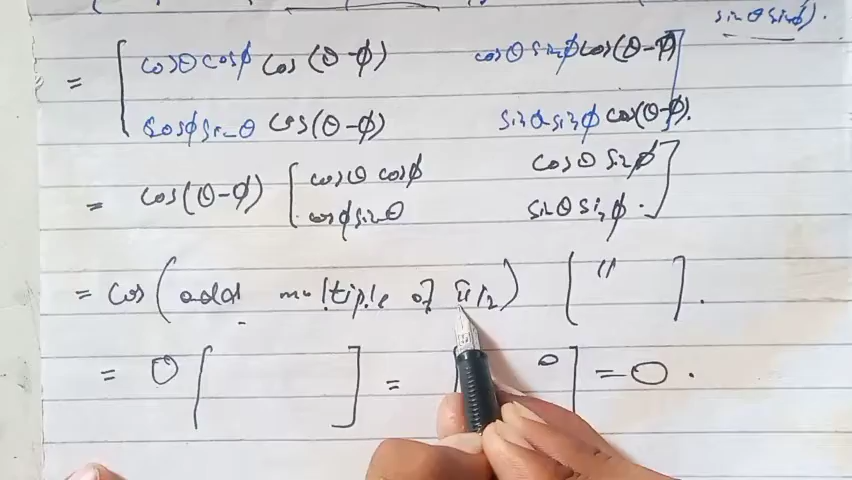 sinθ sinφ).
= [ cosθ cosφ cos(θ-φ)   cosθ sinφ cos(θ-φ)
cosφ sinθ cos(θ-φ)   sinθ sinφ cos(θ-φ). ]
= cos(θ-φ) [ cosθ cosφ   cosθ sinφ
cosφ sinθ   sinθ sinφ. ]
= cos(odd multiple of π/2) [ " ].
= 0 [ ] = [ 0 ] = 0.